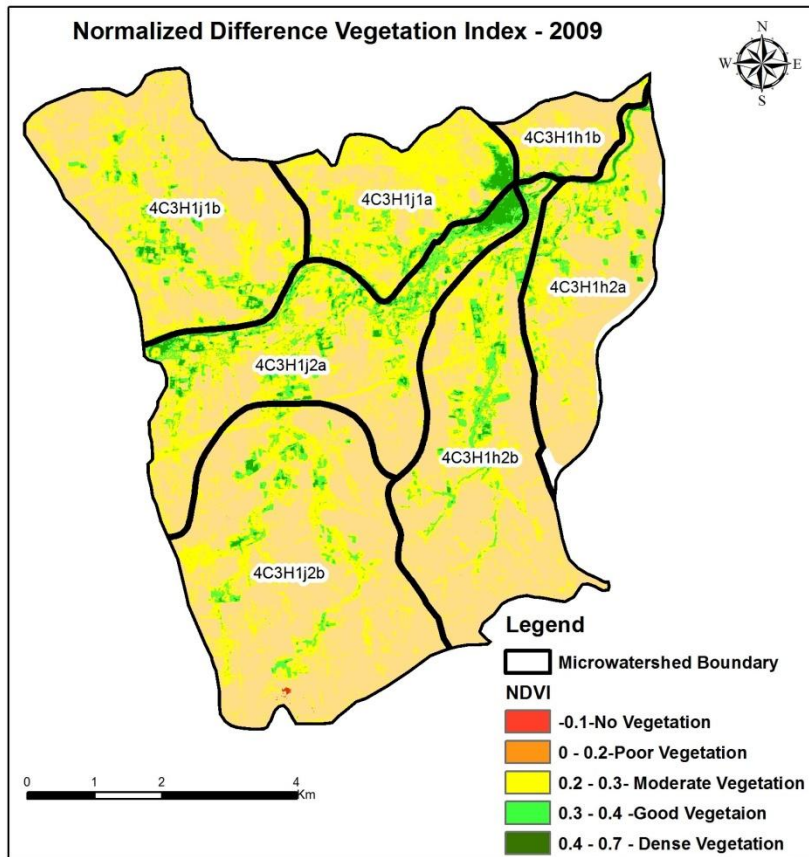 Normalized Difference Vegetation Index - 2009
N
W E
S
4C3H1h1b
4C3H1j1a
4C3H1j1b
4C3H1h2a
4C3H1j2a
4C3H1h2b
4C3H1j2b
Legend
Microwatershed Boundary
NDVI
-0.1-No Vegetation
0 - 0.2-Poor Vegetation
0.2 - 0.3- Moderate Vegetation
0.3 - 0.4 -Good Vegetaion
0.4 - 0.7 - Dense Vegetation
0 1 2 4
Km